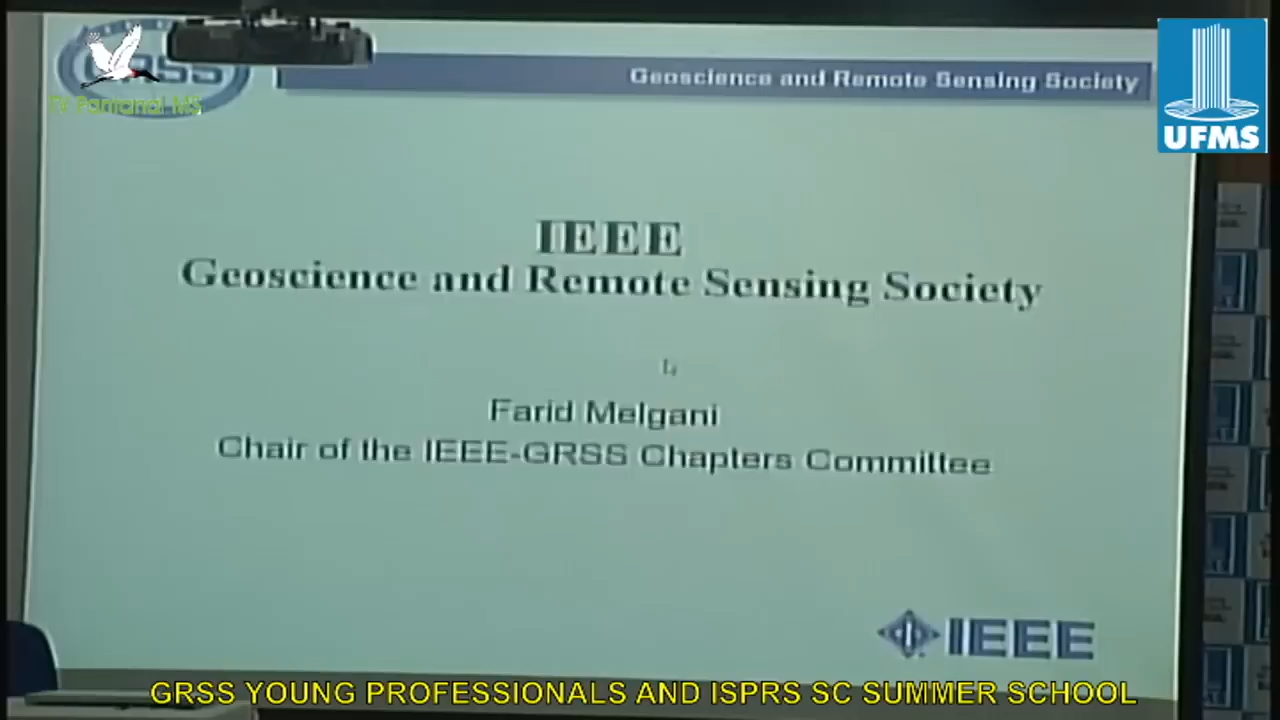 GRSS
TV Pantanal MS
Geoscience and Remote Sensing Society
UFMS
IEEE
Geoscience and Remote Sensing Society
Farid Melgani
Chair of the IEEE-GRSS Chapters Committee
IEEE
GRSS YOUNG PROFESSIONALS AND ISPRS SC SUMMER SCHOOL